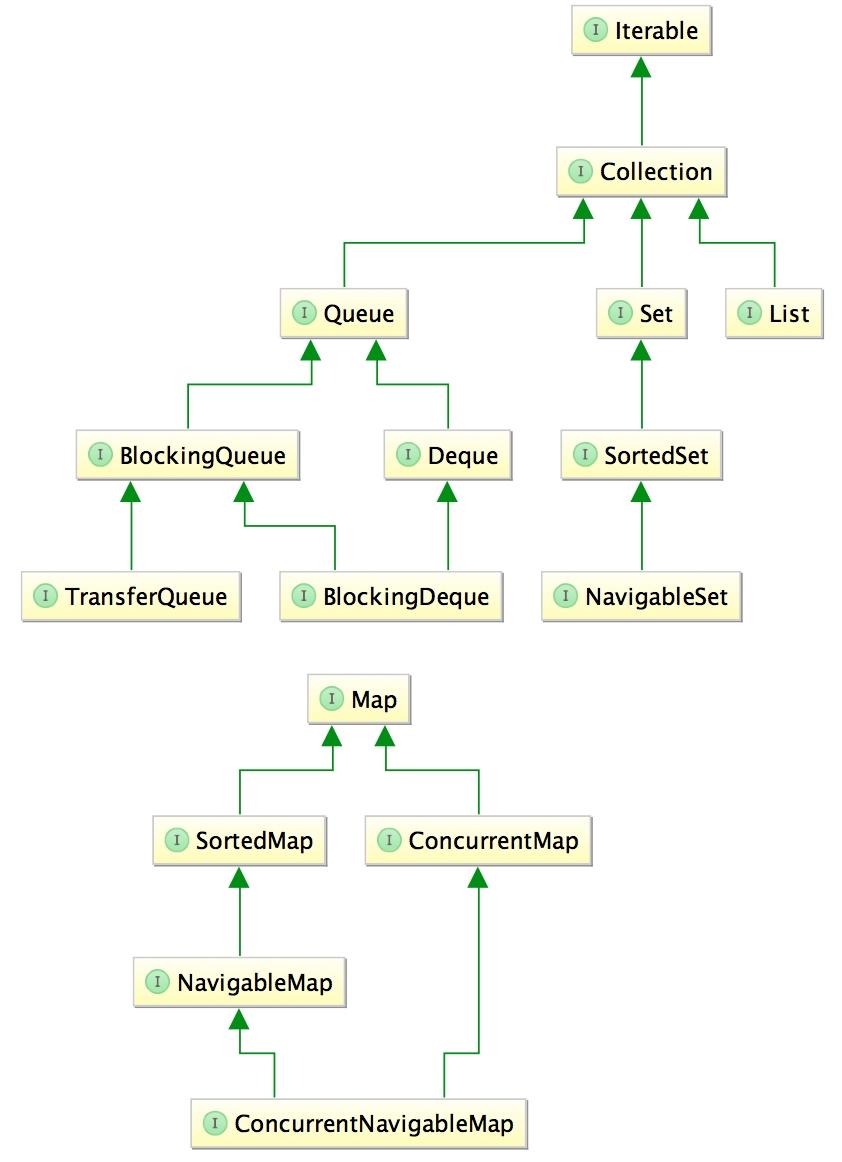 I Iterable
I Collection
I Queue
I Set
I List
I BlockingQueue
I Deque
I SortedSet
I TransferQueue
I BlockingDeque
I NavigableSet
I Map
I SortedMap
I ConcurrentMap
I NavigableMap
I ConcurrentNavigableMap